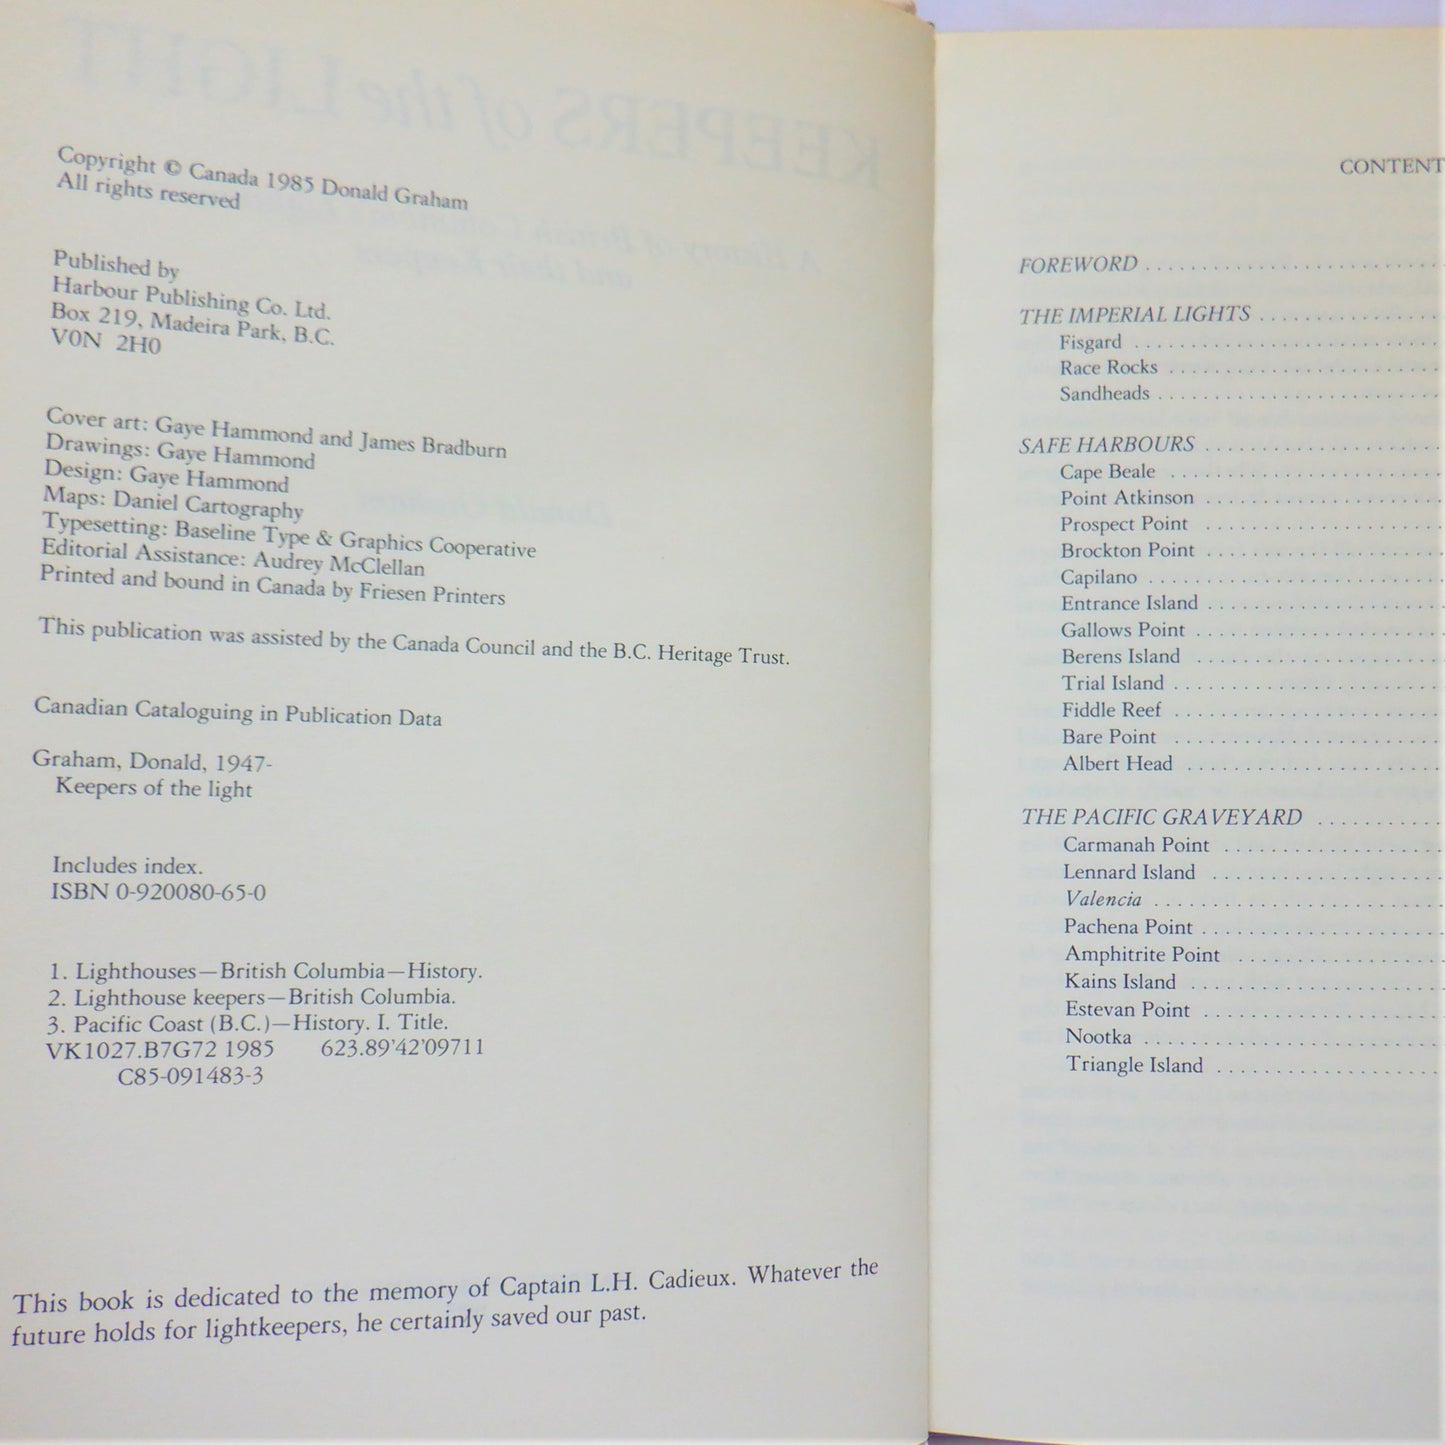 Copyright © Canada 1985 Donald Graham
All rights reserved
Published by
Harbour Publishing Co. Ltd.
Box 219, Madeira Park, B.C.
V0N 2H0
Cover art: Gaye Hammond and James Bradburn
Drawings: Gaye Hammond
Design: Gaye Hammond
Maps: Daniel Cartography
Typesetting: Baseline Type & Graphics Cooperative
Editorial Assistance: Audrey McClellan
Printed and bound in Canada by Friesen Printers
This publication was assisted by the Canada Council and the B.C. Heritage Trust.
Canadian Cataloguing in Publication Data
Graham, Donald, 1947-
Keepers of the light
Includes index.
ISBN 0-920080-65-0
1. Lighthouses—British Columbia—History.
2. Lighthouse keepers—British Columbia.
3. Pacific Coast (B.C.)—History. I. Title.
VK1027.B7G72 1985 623.89'42'09711
C85-091483-3
This book is dedicated to the memory of Captain L.H. Cadieux. Whatever the
future holds for lightkeepers, he certainly saved our past.
CONTENT
FOREWORD
THE IMPERIAL LIGHTS
Fisgard
Race Rocks
Sandheads
SAFE HARBOURS
Cape Beale
Point Atkinson
Prospect Point
Brockton Point
Capilano
Entrance Island
Gallows Point
Berens Island
Trial Island
Fiddle Reef
Bare Point
Albert Head
THE PACIFIC GRAVEYARD
Carmanah Point
Lennard Island
Valencia
Pachena Point
Amphitrite Point
Kains Island
Estevan Point
Nootka
Triangle Island